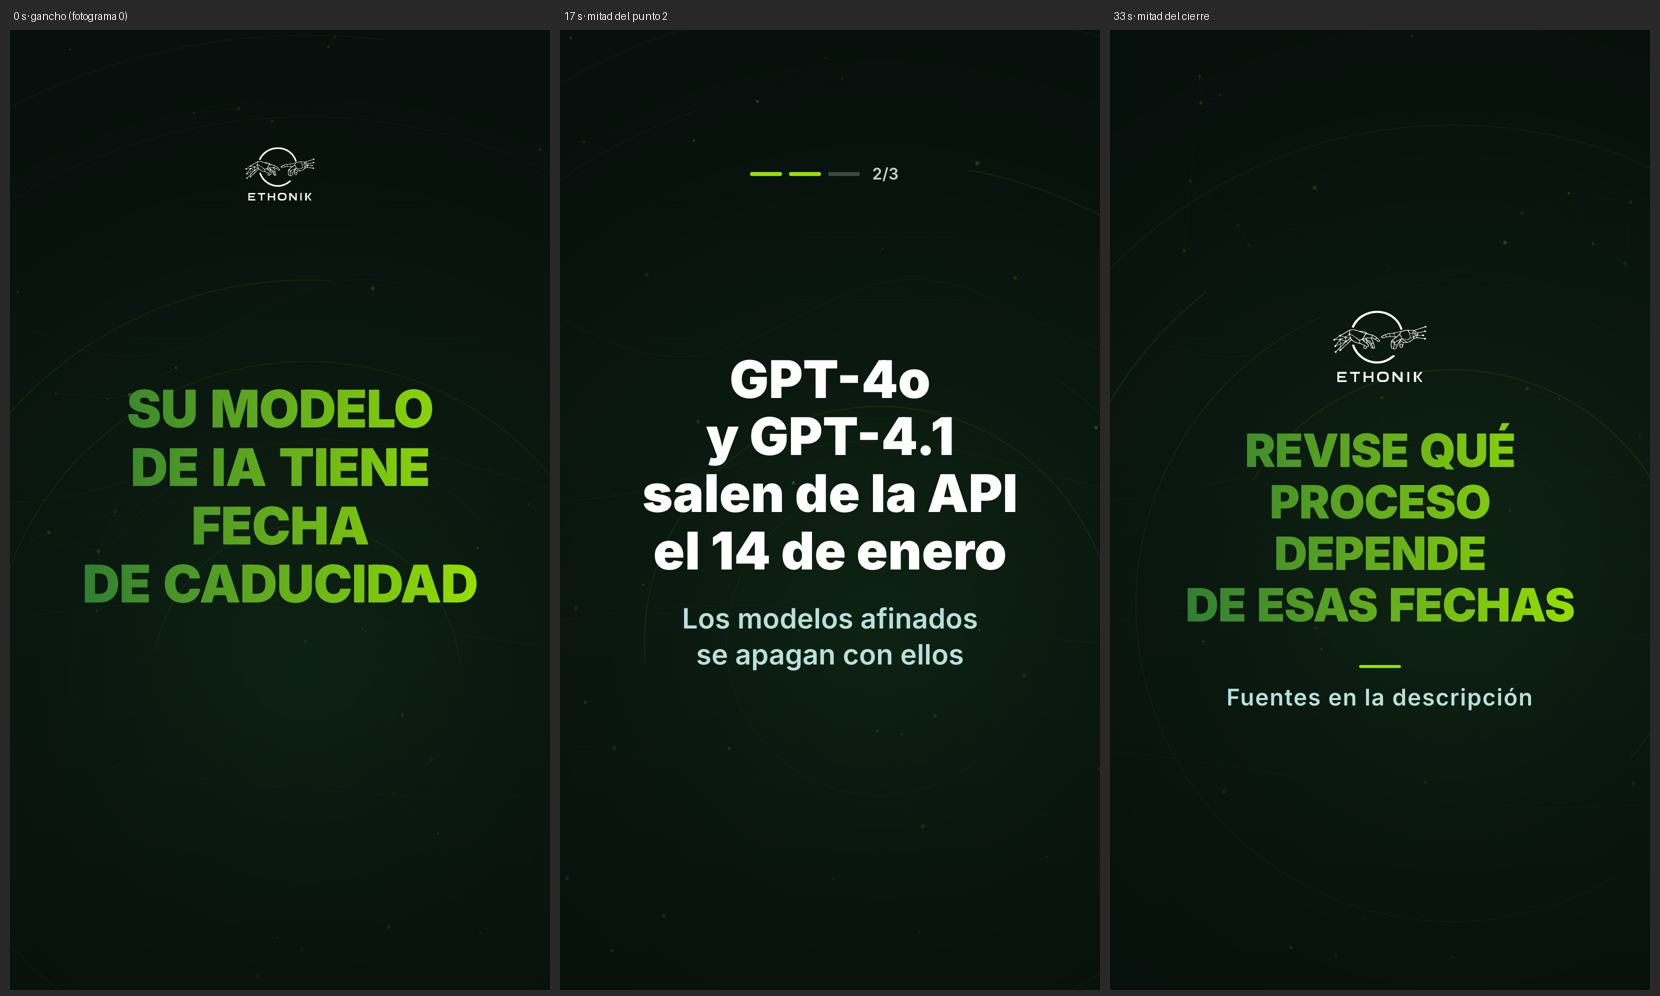 0 s · gancho (fotograma 0)
ETHONIK
SU MODELO
DE IA TIENE
FECHA
DE CADUCIDAD
17 s · mitad del punto 2
2/3
GPT-4o
y GPT-4.1
salen de la API
el 14 de enero
Los modelos afinados
se apagan con ellos
33 s · mitad del cierre
ETHONIK
REVISE QUÉ
PROCESO
DEPENDE
DE ESAS FECHAS
Fuentes en la descripción